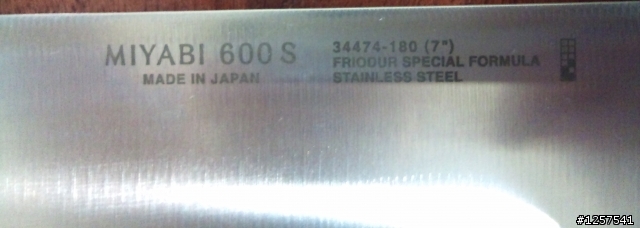 MIYABI 600 S
MADE IN JAPAN
34474-180 (7")
FRIODUR SPECIAL FORMULA
STAINLESS STEEL
#1257541